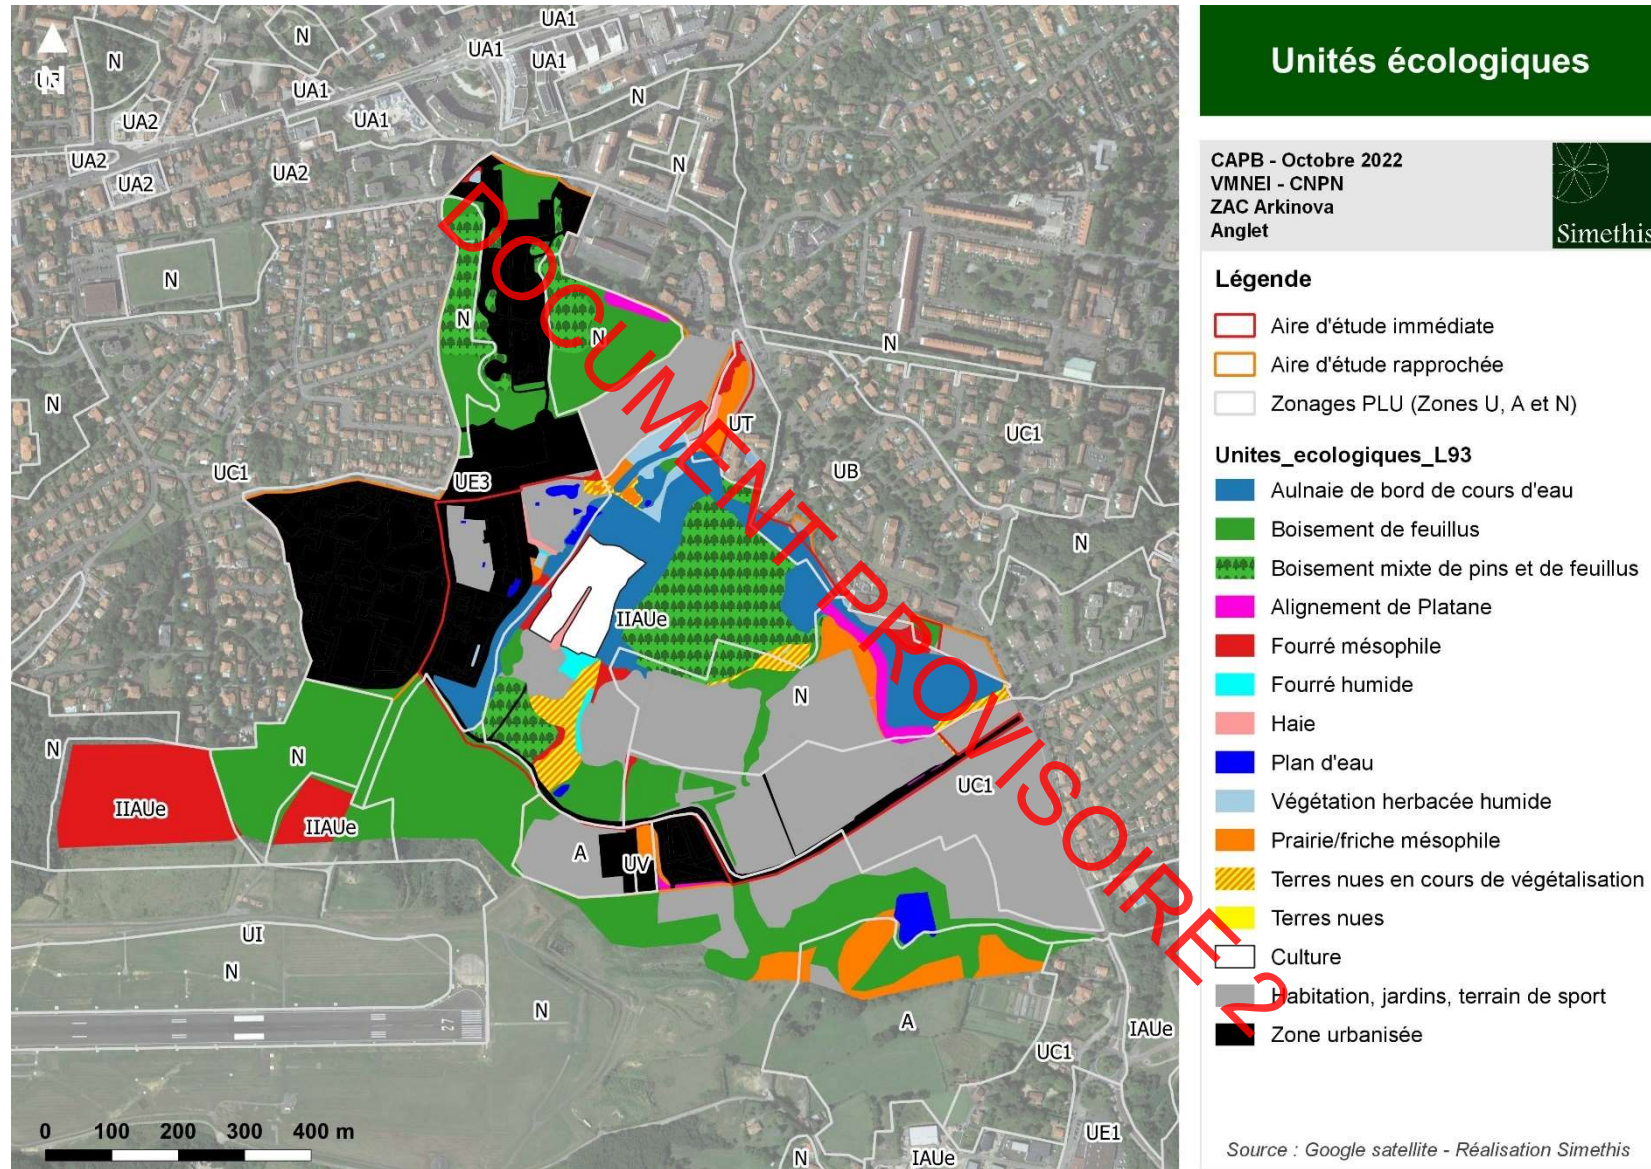 Unités écologiques
CAPB - Octobre 2022
VMNEI - CNPN
ZAC Arkinova
Anglet
Simethis
Légende
Aire d'étude immédiate
Aire d'étude rapprochée
Zonages PLU (Zones U, A et N)
Unites_ecologiques_L93
Aulnaie de bord de cours d'eau
Boisement de feuillus
Boisement mixte de pins et de feuillus
Alignement de Platane
Fourré mésophile
Fourré humide
Haie
Plan d'eau
Végétation herbacée humide
Prairie/friche mésophile
Terres nues en cours de végétalisation
Terres nues
Culture
Habitation, jardins, terrain de sport
Zone urbanisée
Source : Google satellite - Réalisation Simethis
DOCUMENT PROVISOIRE 2
UA1
N
UA1
N
UA1
UA1
N
UA2
UA1
UA2
UA2
UA2
N
N
N
N
N
N
UT
UC1
UB
UC1
UE3
N
IIAUe
N
N
N
UC1
IIAUe
IIAUe
A
UV
UI
N
27
N
A
IAUe
UC1
UE1
N
IAUe
0 100 200 300 400 m